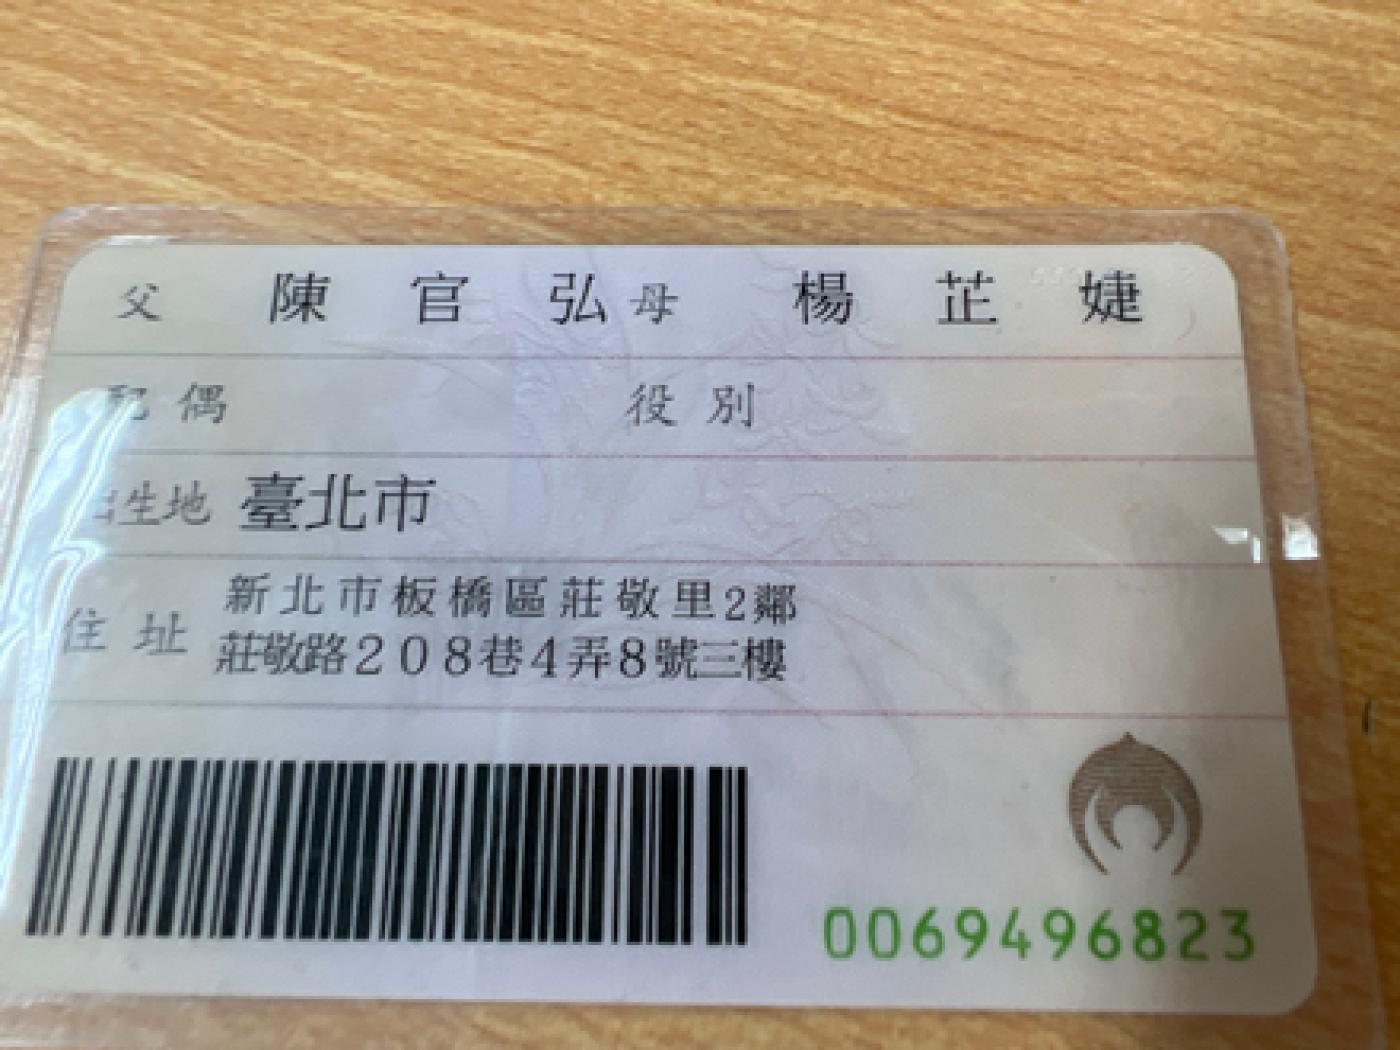 父 陳官弘 母 楊芷婕
配偶 役別
出生地 臺北市
住址 新北市板橋區莊敬里2鄰
莊敬路208巷4弄8號三樓
0069496823